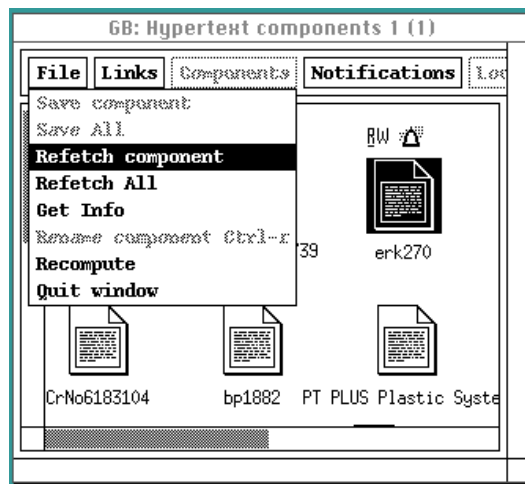 GB: Hypertext components 1 (1)
File Links Components Notifications
Save component
Save All
Refetch component
Refetch All
Get Info
Rename component Ctrl-r
Recompute
Quit window
RW
39 erk270
CrNo6183104 bp1882 PT PLUS Plastic Syste